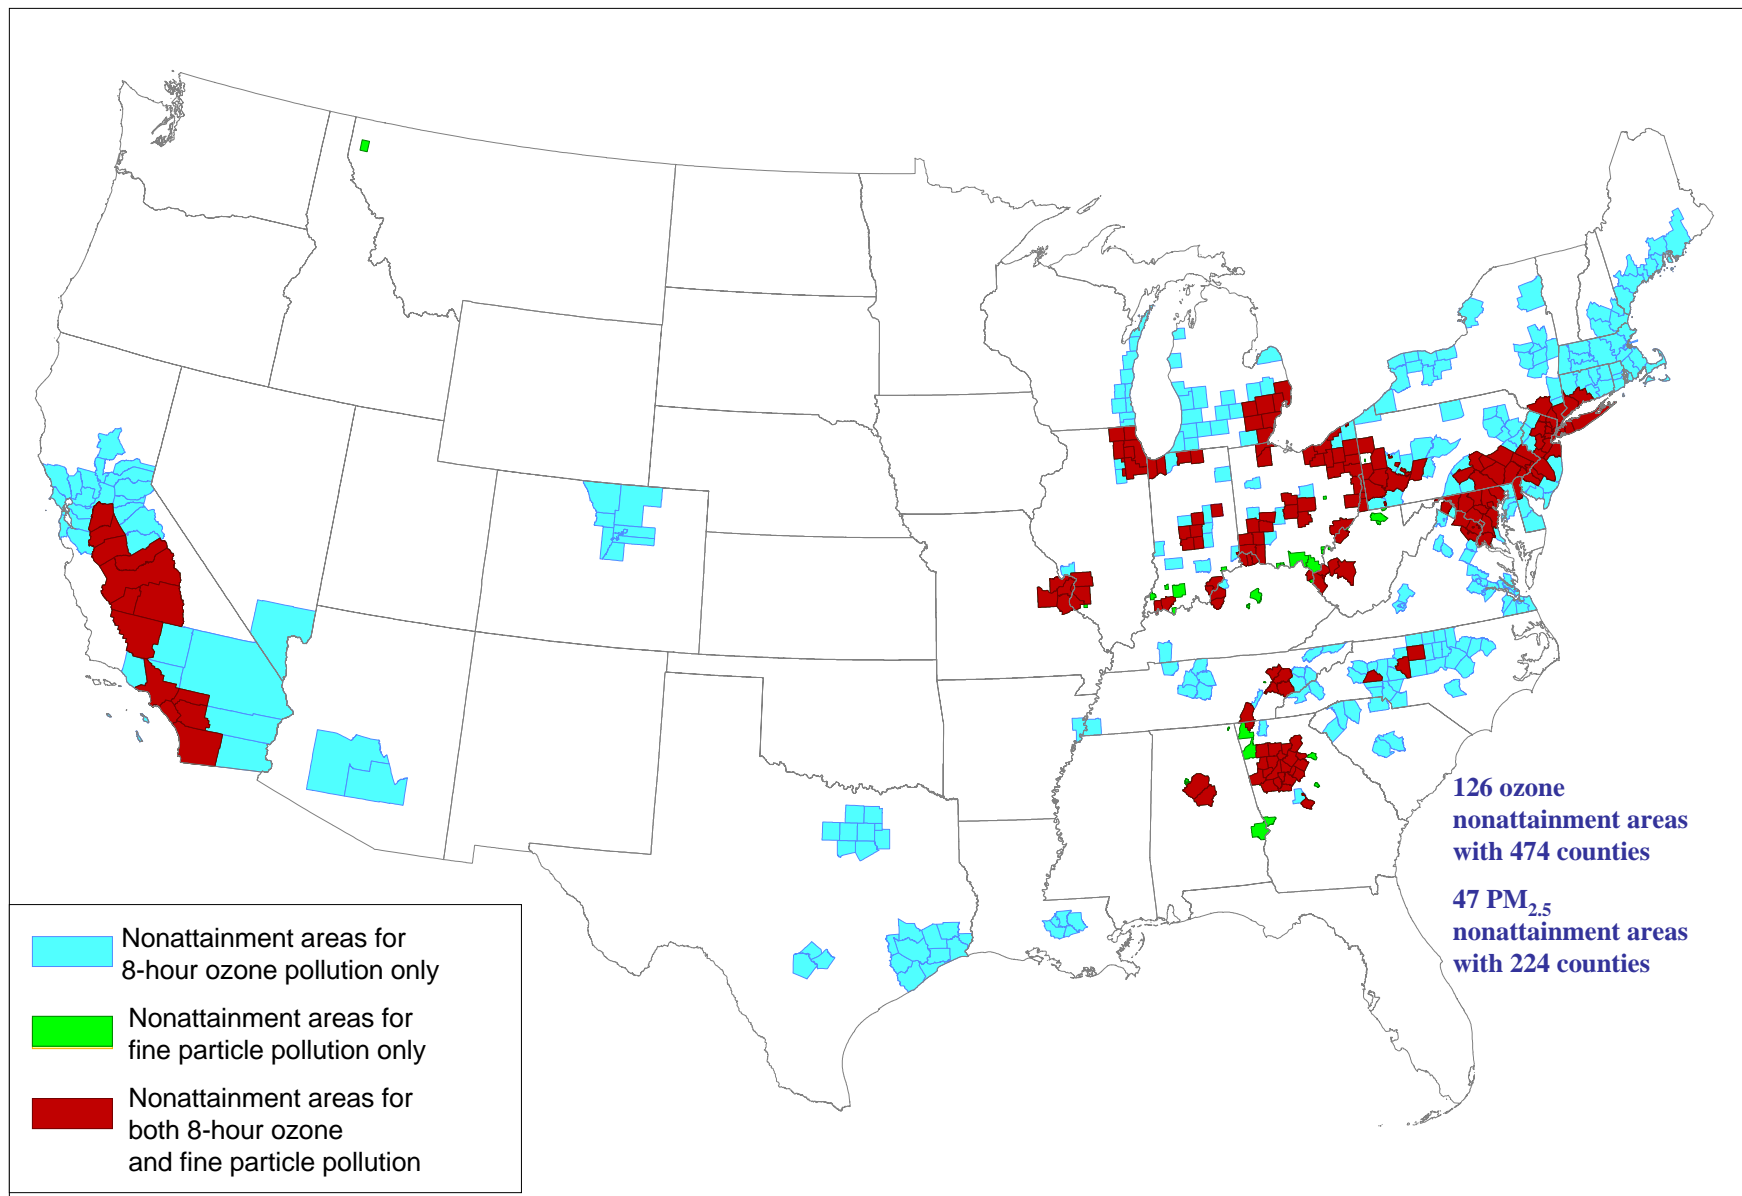 126 ozone
nonattainment areas
with 474 counties
47 PM2.5
nonattainment areas
with 224 counties
Nonattainment areas for
8-hour ozone pollution only
Nonattainment areas for
fine particle pollution only
Nonattainment areas for
both 8-hour ozone
and fine particle pollution